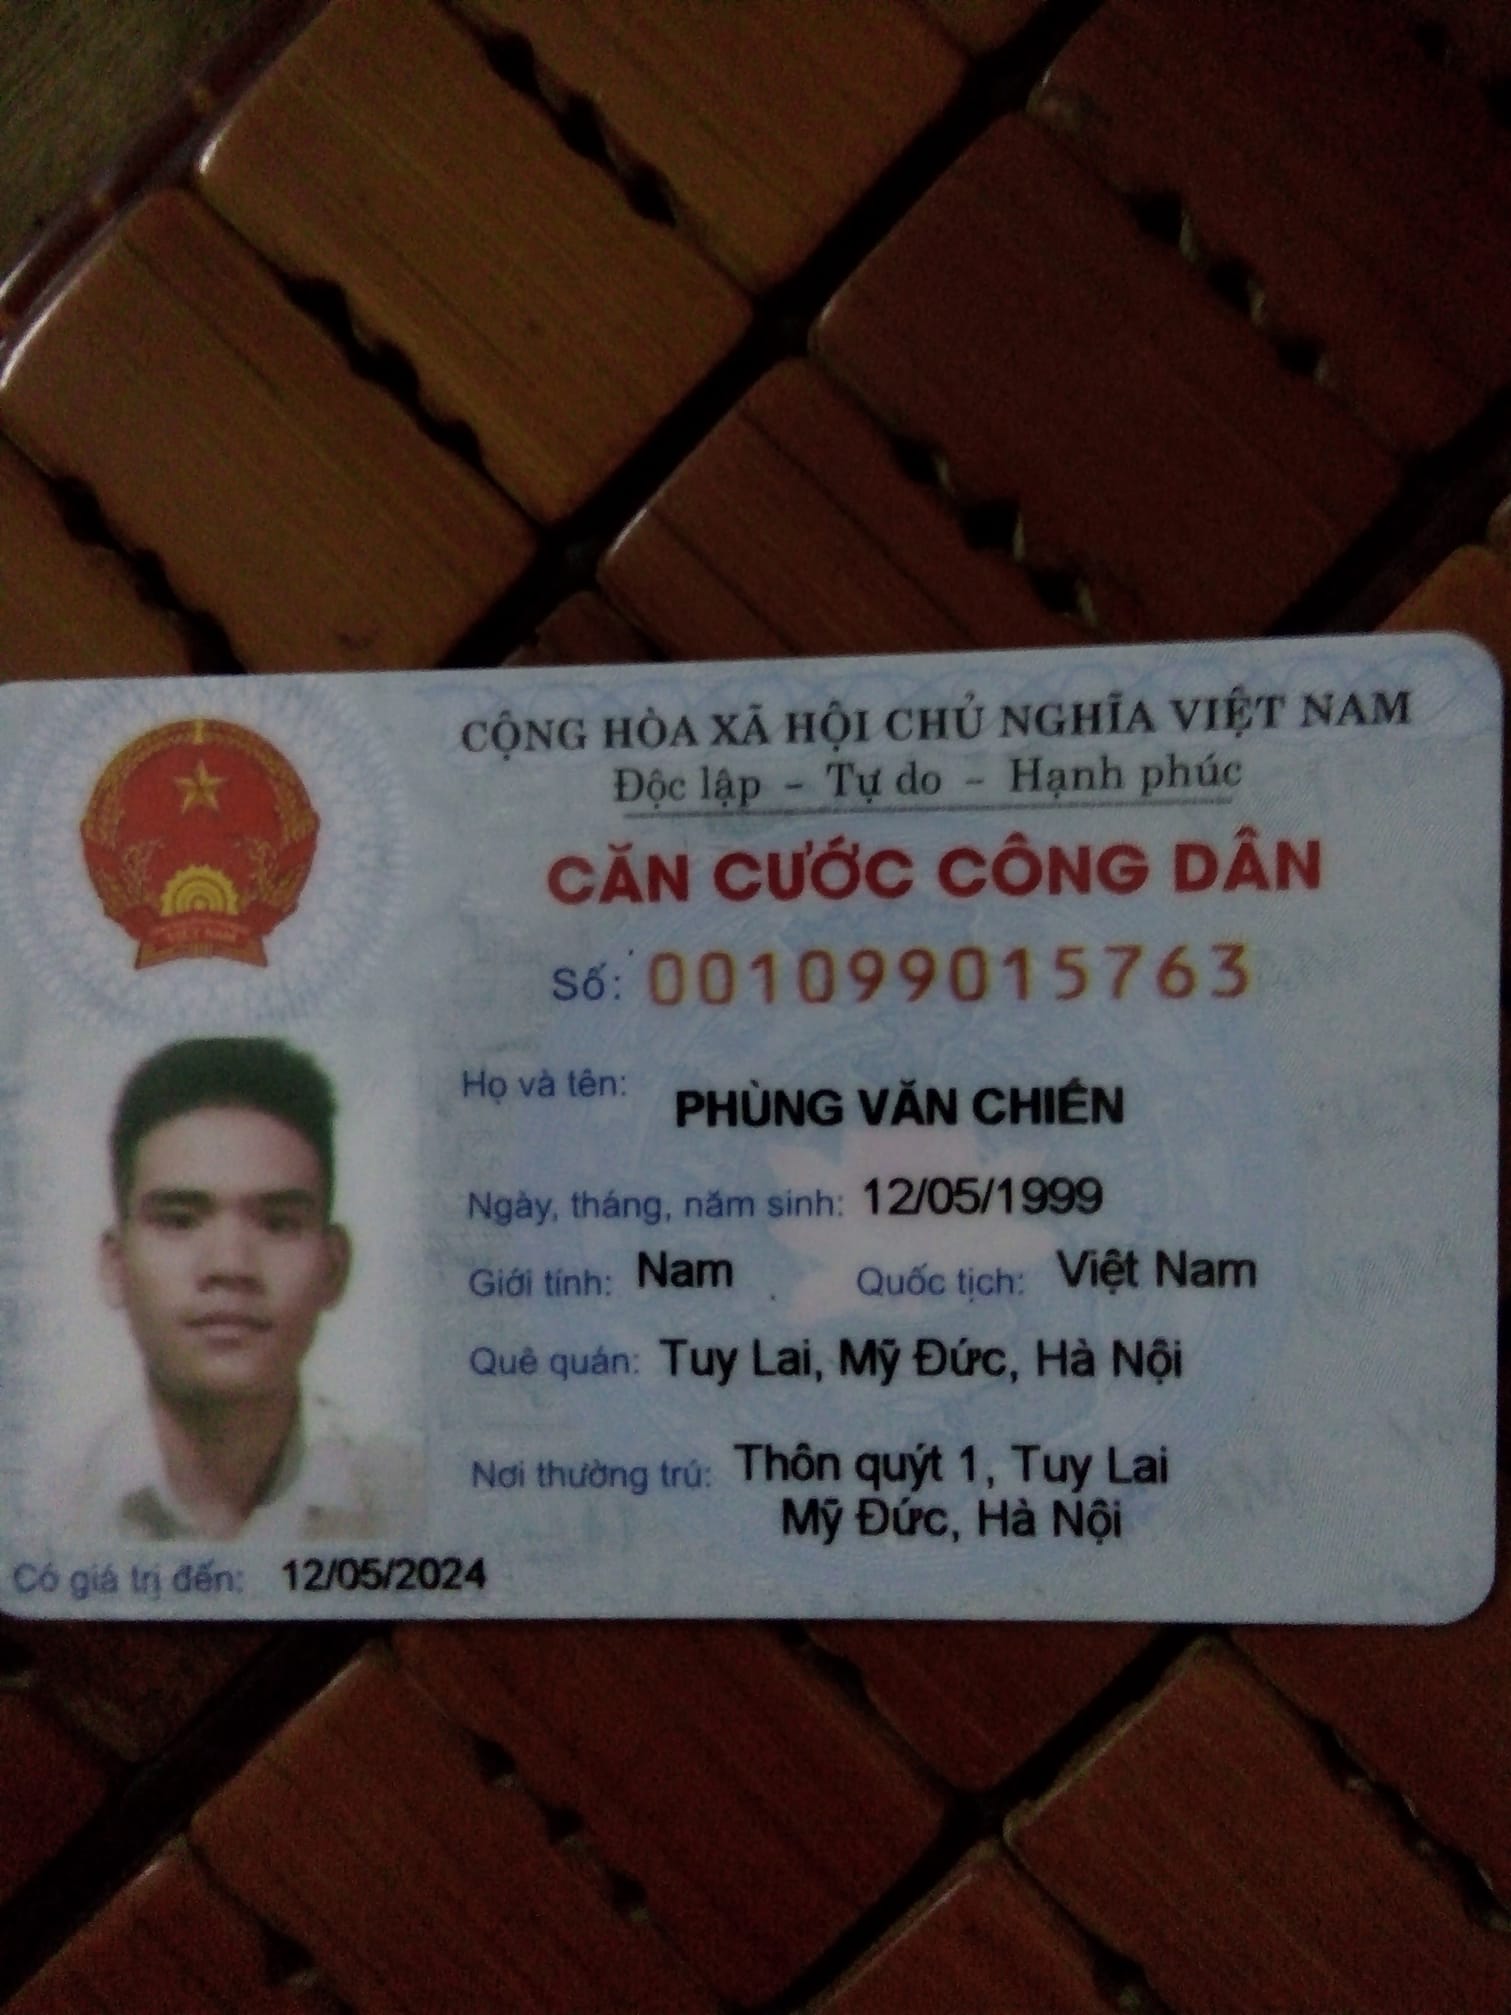 CỘNG HÒA XÃ HỘI CHỦ NGHĨA VIỆT NAM
Độc lập - Tự do - Hạnh phúc
CĂN CƯỚC CÔNG DÂN
Số: 001099015763
Họ và tên: PHÙNG VĂN CHIẾN
Ngày, tháng, năm sinh: 12/05/1999
Giới tính: Nam Quốc tịch: Việt Nam
Quê quán: Tuy Lai, Mỹ Đức, Hà Nội
Nơi thường trú: Thôn quýt 1, Tuy Lai
Mỹ Đức, Hà Nội
Có giá trị đến: 12/05/2024